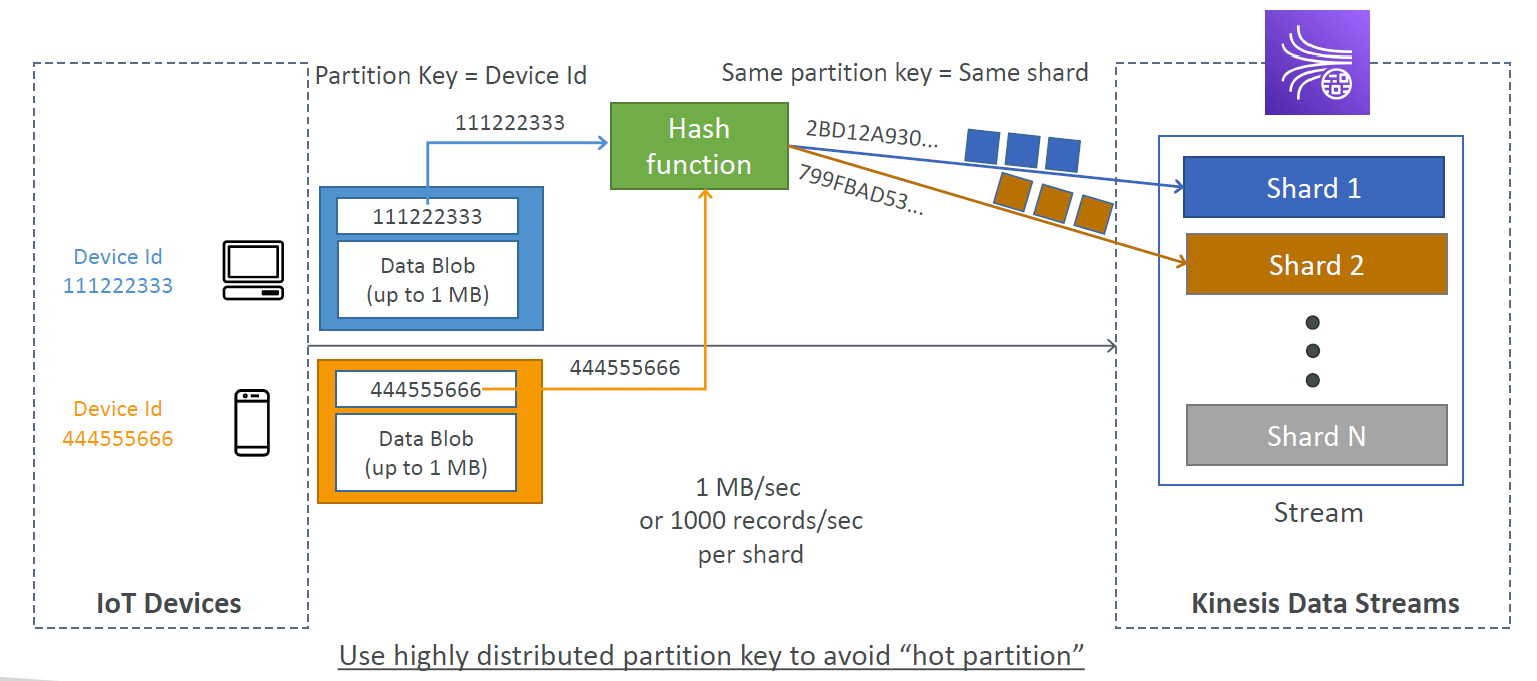 Partition Key = Device Id
Same partition key = Same shard
111222333
Hash
function
2BD12A930...
799FBAD53...
111222333
Data Blob
(up to 1 MB)
Device Id
111222333
Shard 1
Shard 2
444555666
444555666
Data Blob
(up to 1 MB)
Device Id
444555666
Shard N
1 MB/sec
or 1000 records/sec
per shard
Stream
IoT Devices
Kinesis Data Streams
Use highly distributed partition key to avoid “hot partition”